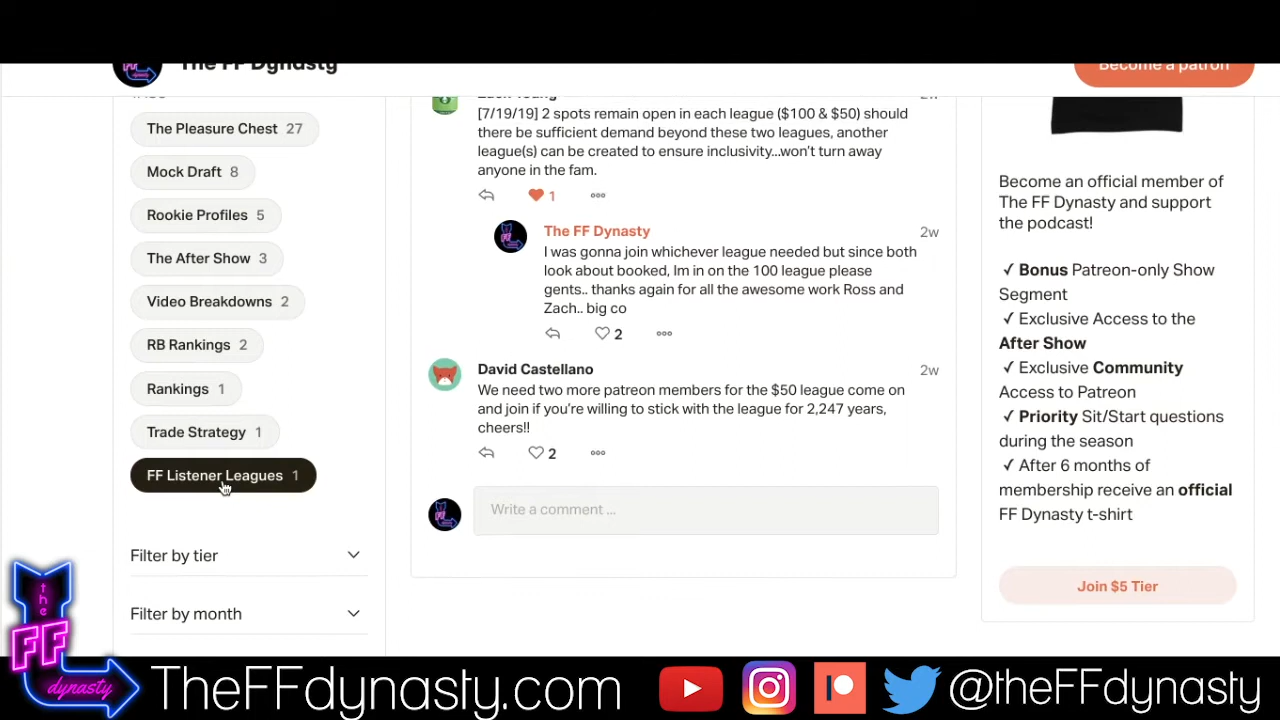 The FF Dynasty
Become a patron
The Pleasure Chest 27
Mock Draft 8
Rookie Profiles 5
The After Show 3
Video Breakdowns 2
RB Rankings 2
Rankings 1
Trade Strategy 1
FF Listener Leagues 1
Filter by tier
Filter by month
Zach Young
2w
[7/19/19] 2 spots remain open in each league ($100 & $50) should
there be sufficient demand beyond these two leagues, another
league(s) can be created to ensure inclusivity...won't turn away
anyone in the fam.
1
The FF Dynasty
2w
I was gonna join whichever league needed but since both
look about booked, Im in on the 100 league please
gents.. thanks again for all the awesome work Ross and
Zach.. big co
2
David Castellano
2w
We need two more patreon members for the $50 league come on
and join if you're willing to stick with the league for 2,247 years,
cheers!!
2
Write a comment ...
Become an official member of
The FF Dynasty and support
the podcast!
✓ Bonus Patreon-only Show
Segment
✓ Exclusive Access to the
After Show
✓ Exclusive Community
Access to Patreon
✓ Priority Sit/Start questions
during the season
✓ After 6 months of
membership receive an official
FF Dynasty t-shirt
Join $5 Tier
the
FF
dynasty
TheFFdynasty.com
@theFFdynasty